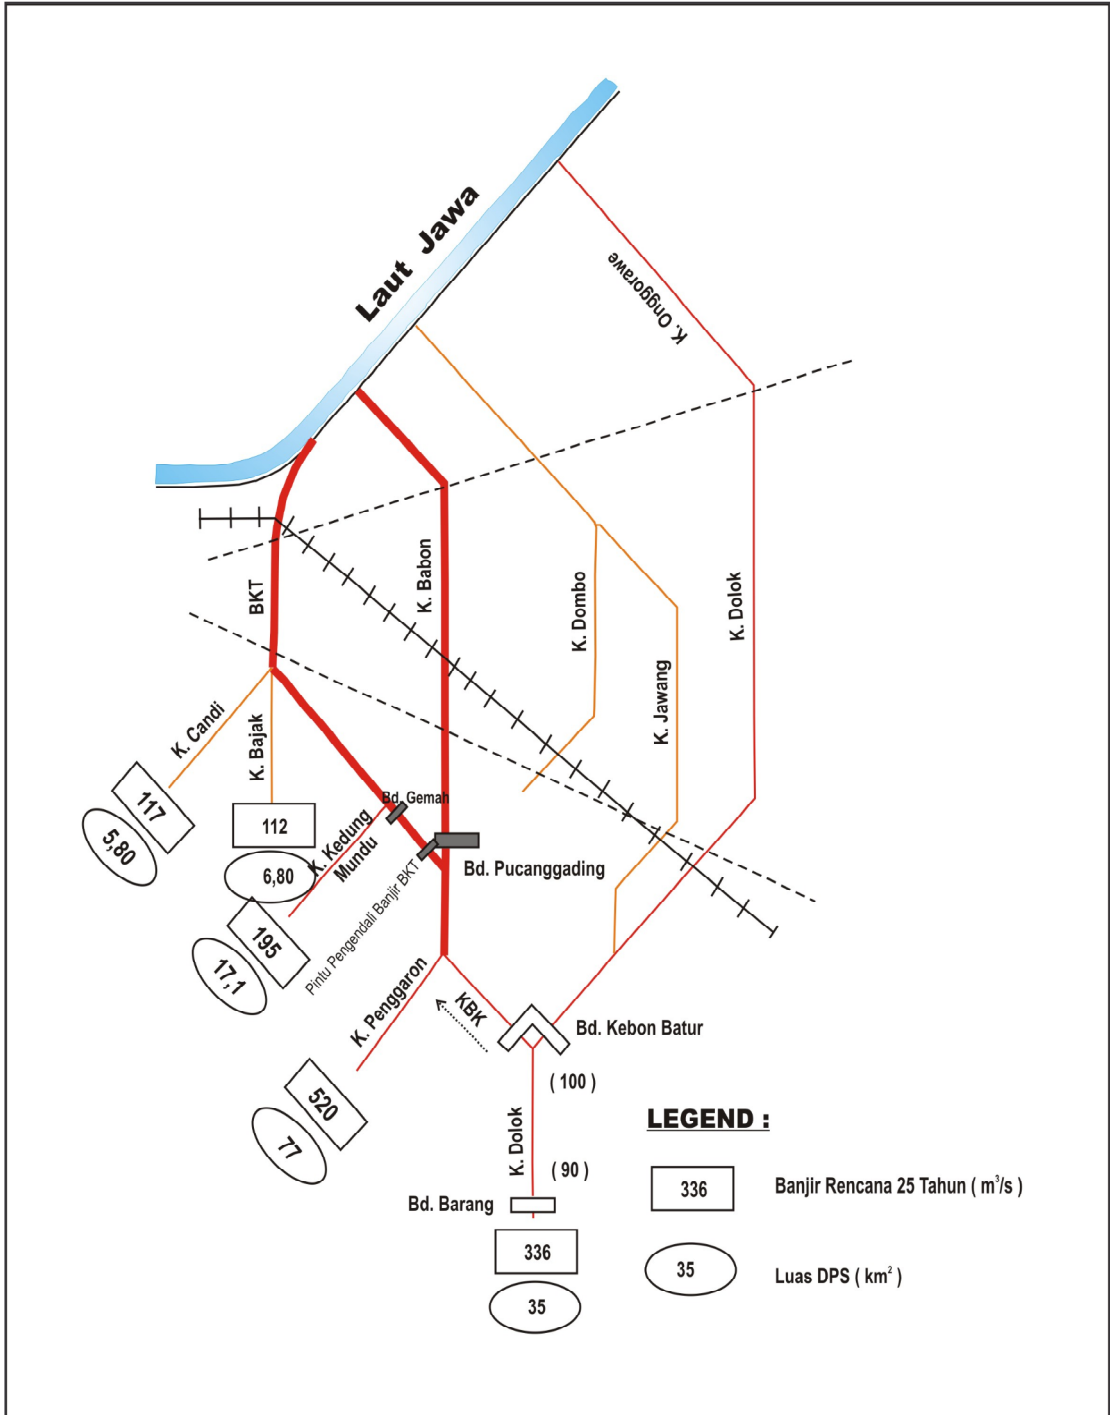 Laut Jawa
K. Onggorawe
BKT
K. Babon
K. Dombo
K. Dolok
K. Jawang
K. Candi
K. Bajak
Bd. Gemah
117
5,80
112
6,80
K. Kedung
Mundu
Bd. Pucanggading
Pintu Pengendali Banjir BKT
195
17,1
K. Penggaron
KBK
Bd. Kebon Batur
( 100 )
520
77
K. Dolok
( 90 )
Bd. Barang
336
35
LEGEND :
336
Banjir Rencana 25 Tahun ( m³/s )
35
Luas DPS ( km² )